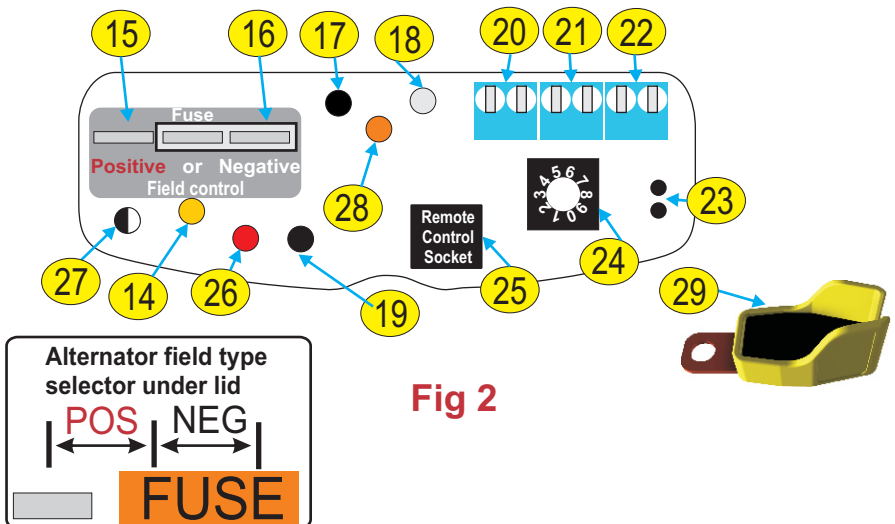 15
16
17
18
20
21
22
Fuse
Positive or Negative
Field control
3 4 5 6 7 8 9 0 1 2
Remote
Control
Socket
23
28
24
27
14
26
19
25
29
Alternator field type
selector under lid
POS NEG
FUSE
Fig 2